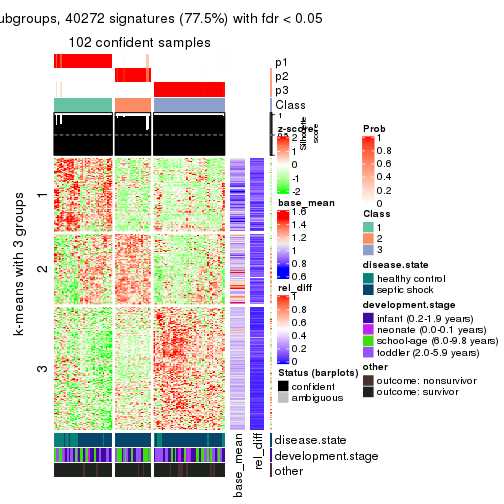 ubgroups, 40272 signatures (77.5%) with fdr < 0.05
102 confident samples
p1
p2
p3
Class
1
0.5
0
Silhouette
score
k-means with 3 groups
1
2
3
base_mean
rel_diff
disease.state
development.stage
other
z-score
2
1
0
-1
-2
base_mean
1.6
1.4
1.2
1
0.8
0.6
rel_diff
1
0.8
0.6
0.4
0.2
0
Status (barplots)
confident
ambiguous
Prob
1
0.8
0.6
0.4
0.2
0
Class
1
2
3
disease.state
healthy control
septic shock
development.stage
infant (0.2-1.9 years)
neonate (0.0-0.1 years)
school-age (6.0-9.8 years)
toddler (2.0-5.9 years)
other
outcome: nonsurvivor
outcome: survivor